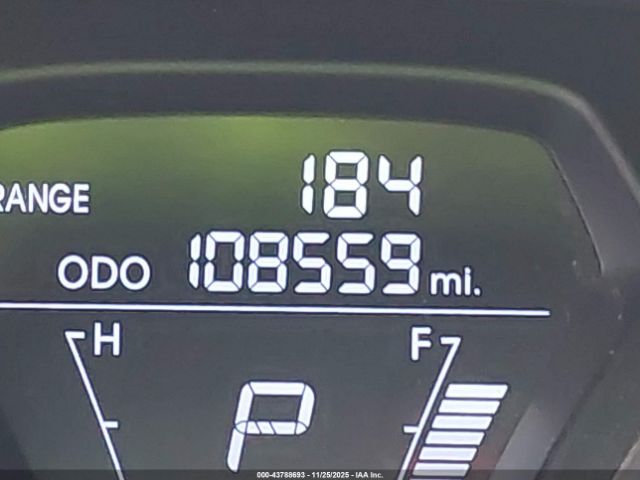 RANGE 184
ODO 108559 mi.
H F
P
000-43788693 - 11/25/2025 - IAA Inc.